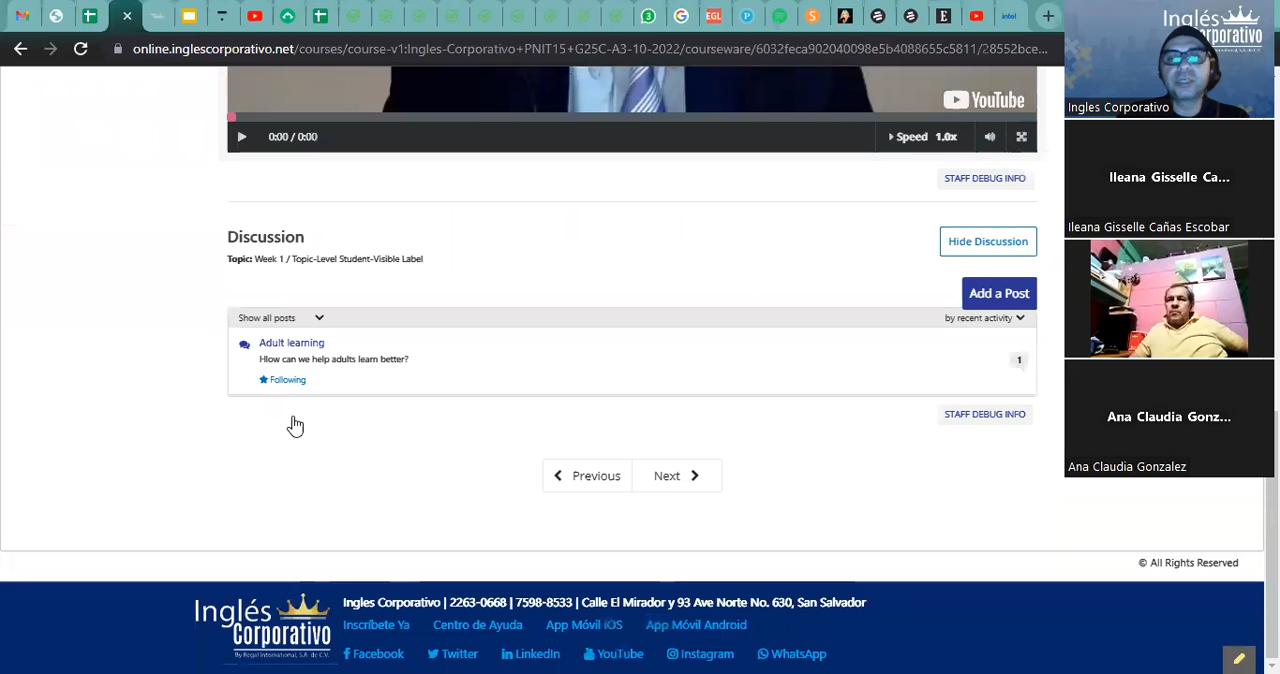 online.inglescorporativo.net/courses/course-v1:Ingles-Corporativo+PNIT15+G25C-A3-10-2022/courseware/6032feca902040098e5b4088655c5811/28552bce...
EGL
intel
Inglés
Corporativo
Ingles Corporativo
YouTube
0:00 / 0:00
Speed 1.0x
STAFF DEBUG INFO
Ileana Gisselle Ca...
Ileana Gisselle Cañas Escobar
Discussion
Hide Discussion
Topic: Week 1 / Topic-Level Student-Visible Label
Add a Post
Show all posts
by recent activity
Adult learning
How can we help adults learn better?
1
Following
STAFF DEBUG INFO
Ana Claudia Gonz...
Ana Claudia Gonzalez
Previous
Next
© All Rights Reserved
Inglés
Corporativo
By Regal International, S.A. de C.V.
Ingles Corporativo | 2263-0668 | 7598-8533 | Calle El Mirador y 93 Ave Norte No. 630, San Salvador
Inscríbete Ya Centro de Ayuda App Móvil iOS App Móvil Android
Facebook Twitter LinkedIn YouTube Instagram WhatsApp